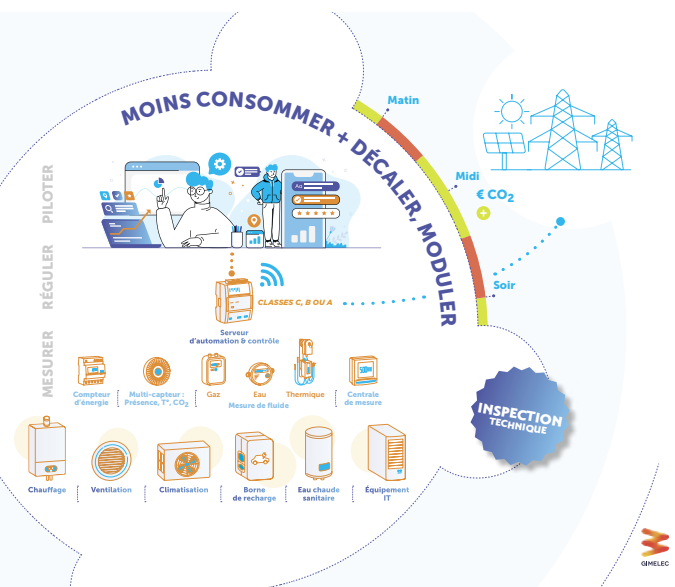 MOINS CONSOMMER + DÉCALER, MODULER
Matin
Midi
€ CO2
+
Soir
PILOTER
RÉGULER
MESURER
CLASSES C, B OU A
Serveur
d'automation & contrôle
Compteur
d'énergie
Multi-capteur :
Présence, T°, CO2
Gaz
Eau
Thermique
Mesure de fluide
Centrale
de mesure
INSPECTION
TECHNIQUE
Chauffage
Ventilation
Climatisation
Borne
de recharge
Eau chaude
sanitaire
Équipement
IT
GIMELEC